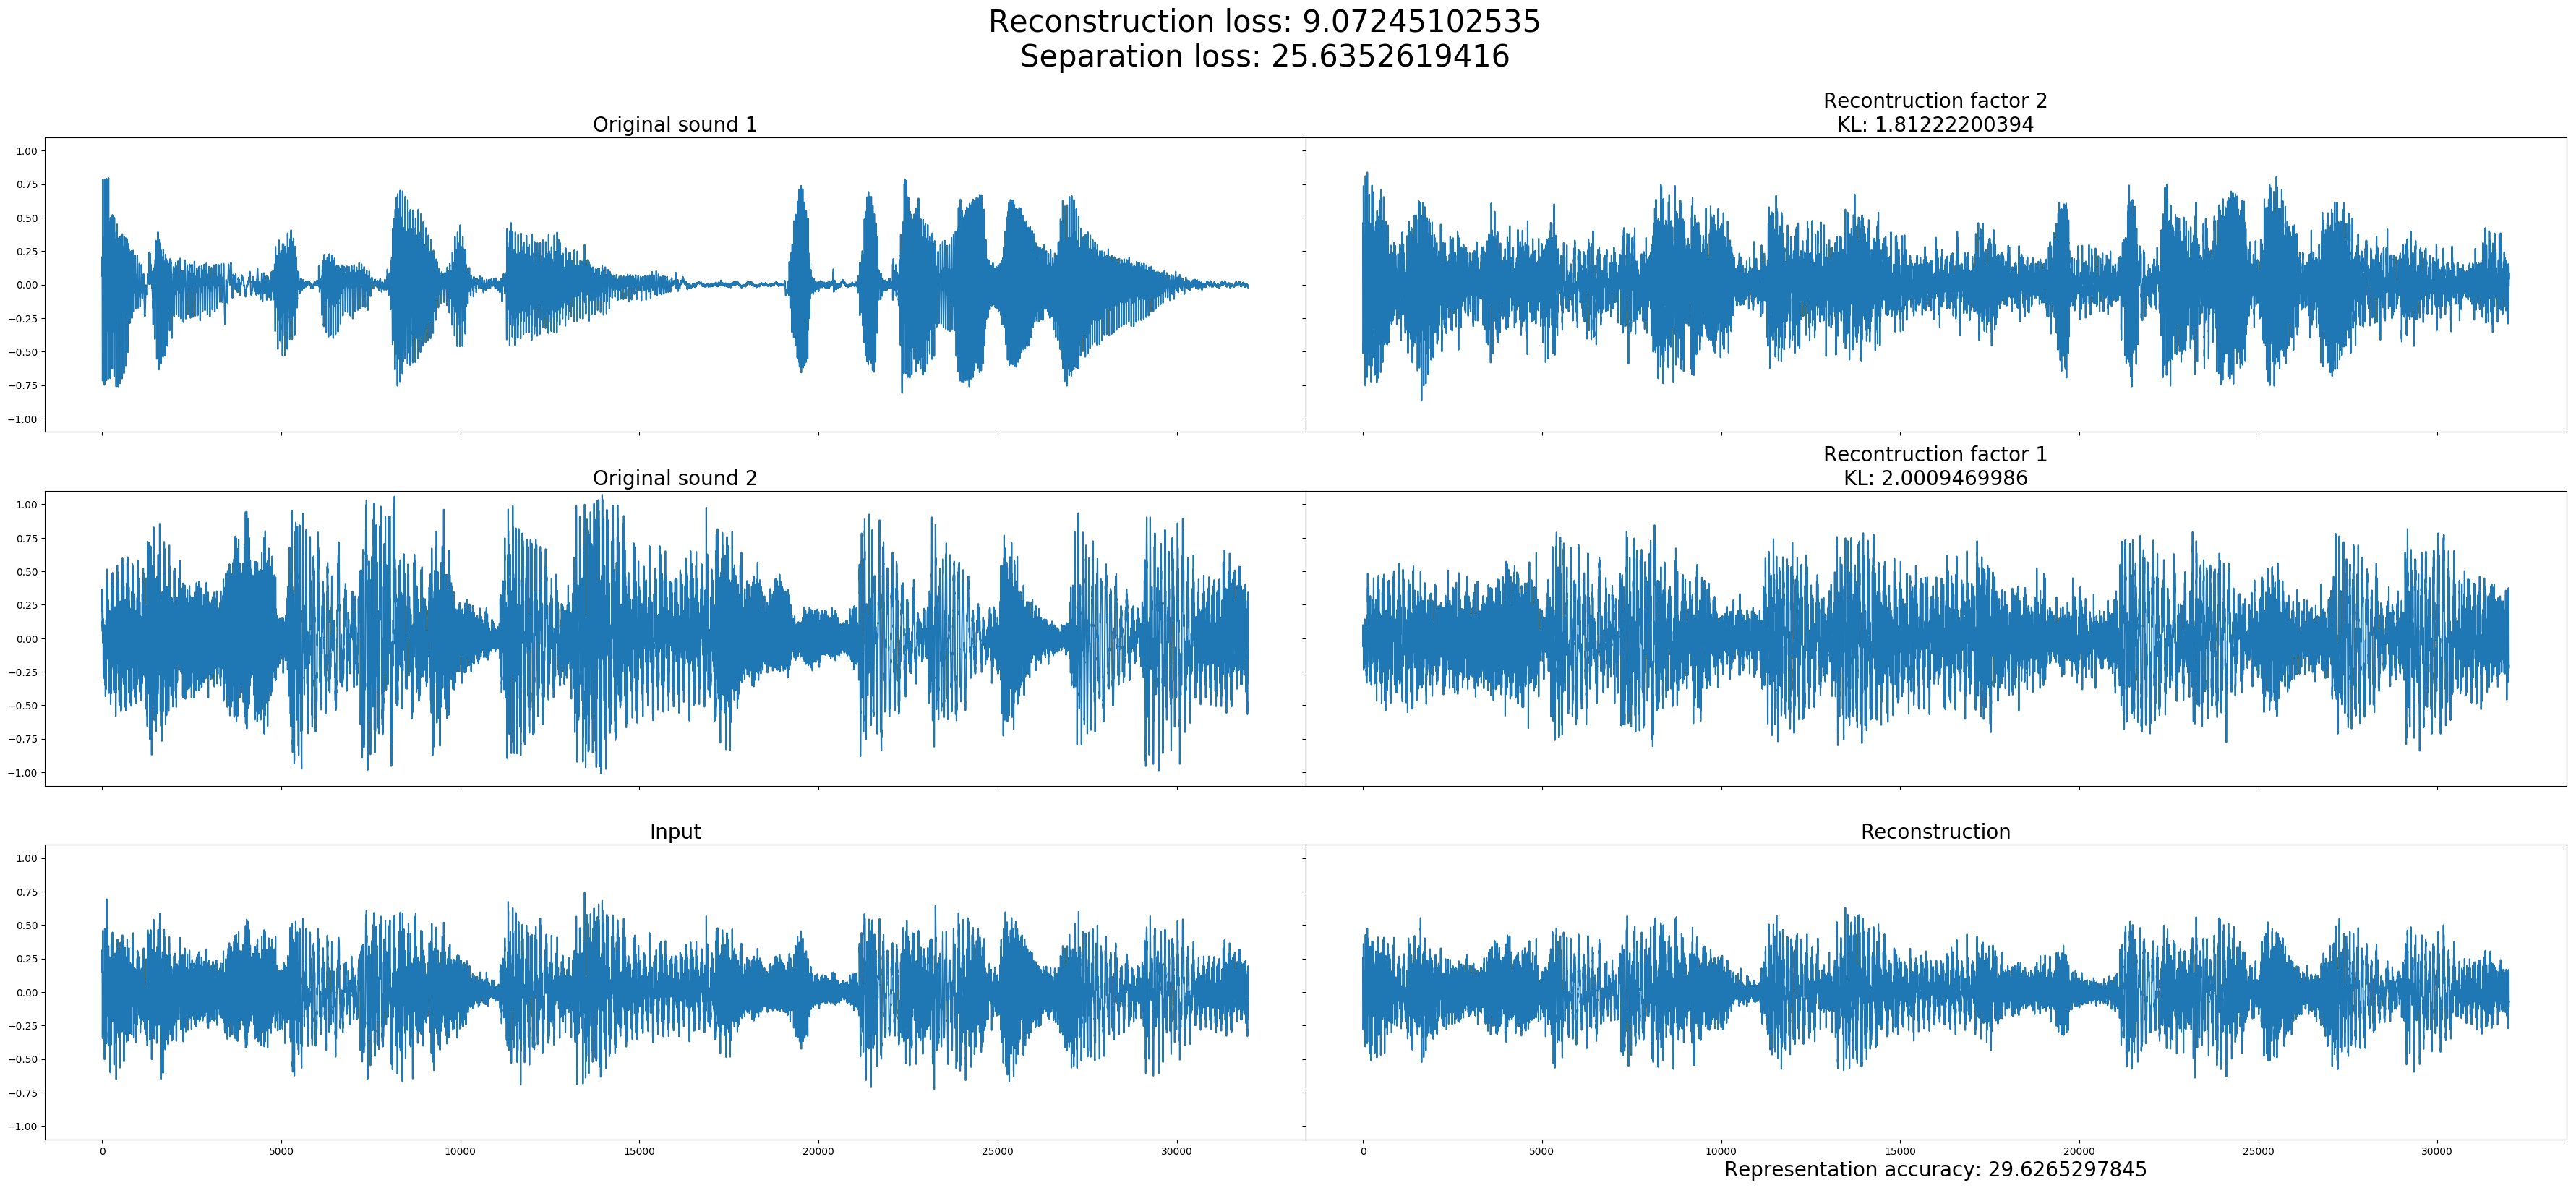 Reconstruction loss: 9.07245102535
Separation loss: 25.6352619416
Original sound 1
Recontruction factor 2
KL: 1.81222200394
1.00
0.75
0.50
0.25
0.00
−0.25
−0.50
−0.75
−1.00
Original sound 2
Recontruction factor 1
KL: 2.0009469986
1.00
0.75
0.50
0.25
0.00
−0.25
−0.50
−0.75
−1.00
Input
Reconstruction
1.00
0.75
0.50
0.25
0.00
−0.25
−0.50
−0.75
−1.00
0 5000 10000 15000 20000 25000 30000
0 5000 10000 15000 20000 25000 30000
Representation accuracy: 29.6265297845